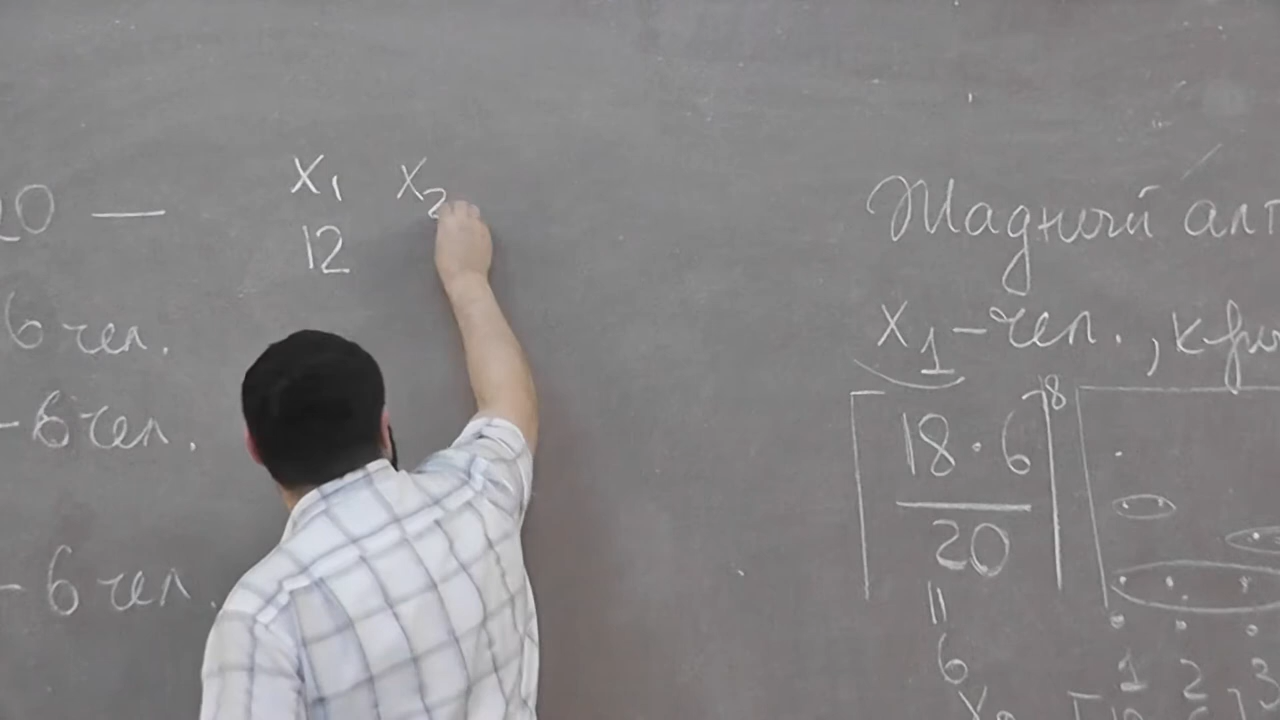 20 —
6 чел.
- 6 чел.
- 6 чел.
x₁ x₂
12
Жадный алг
x₁ - чел.,
18 · 6
20
8
6
1 2 3